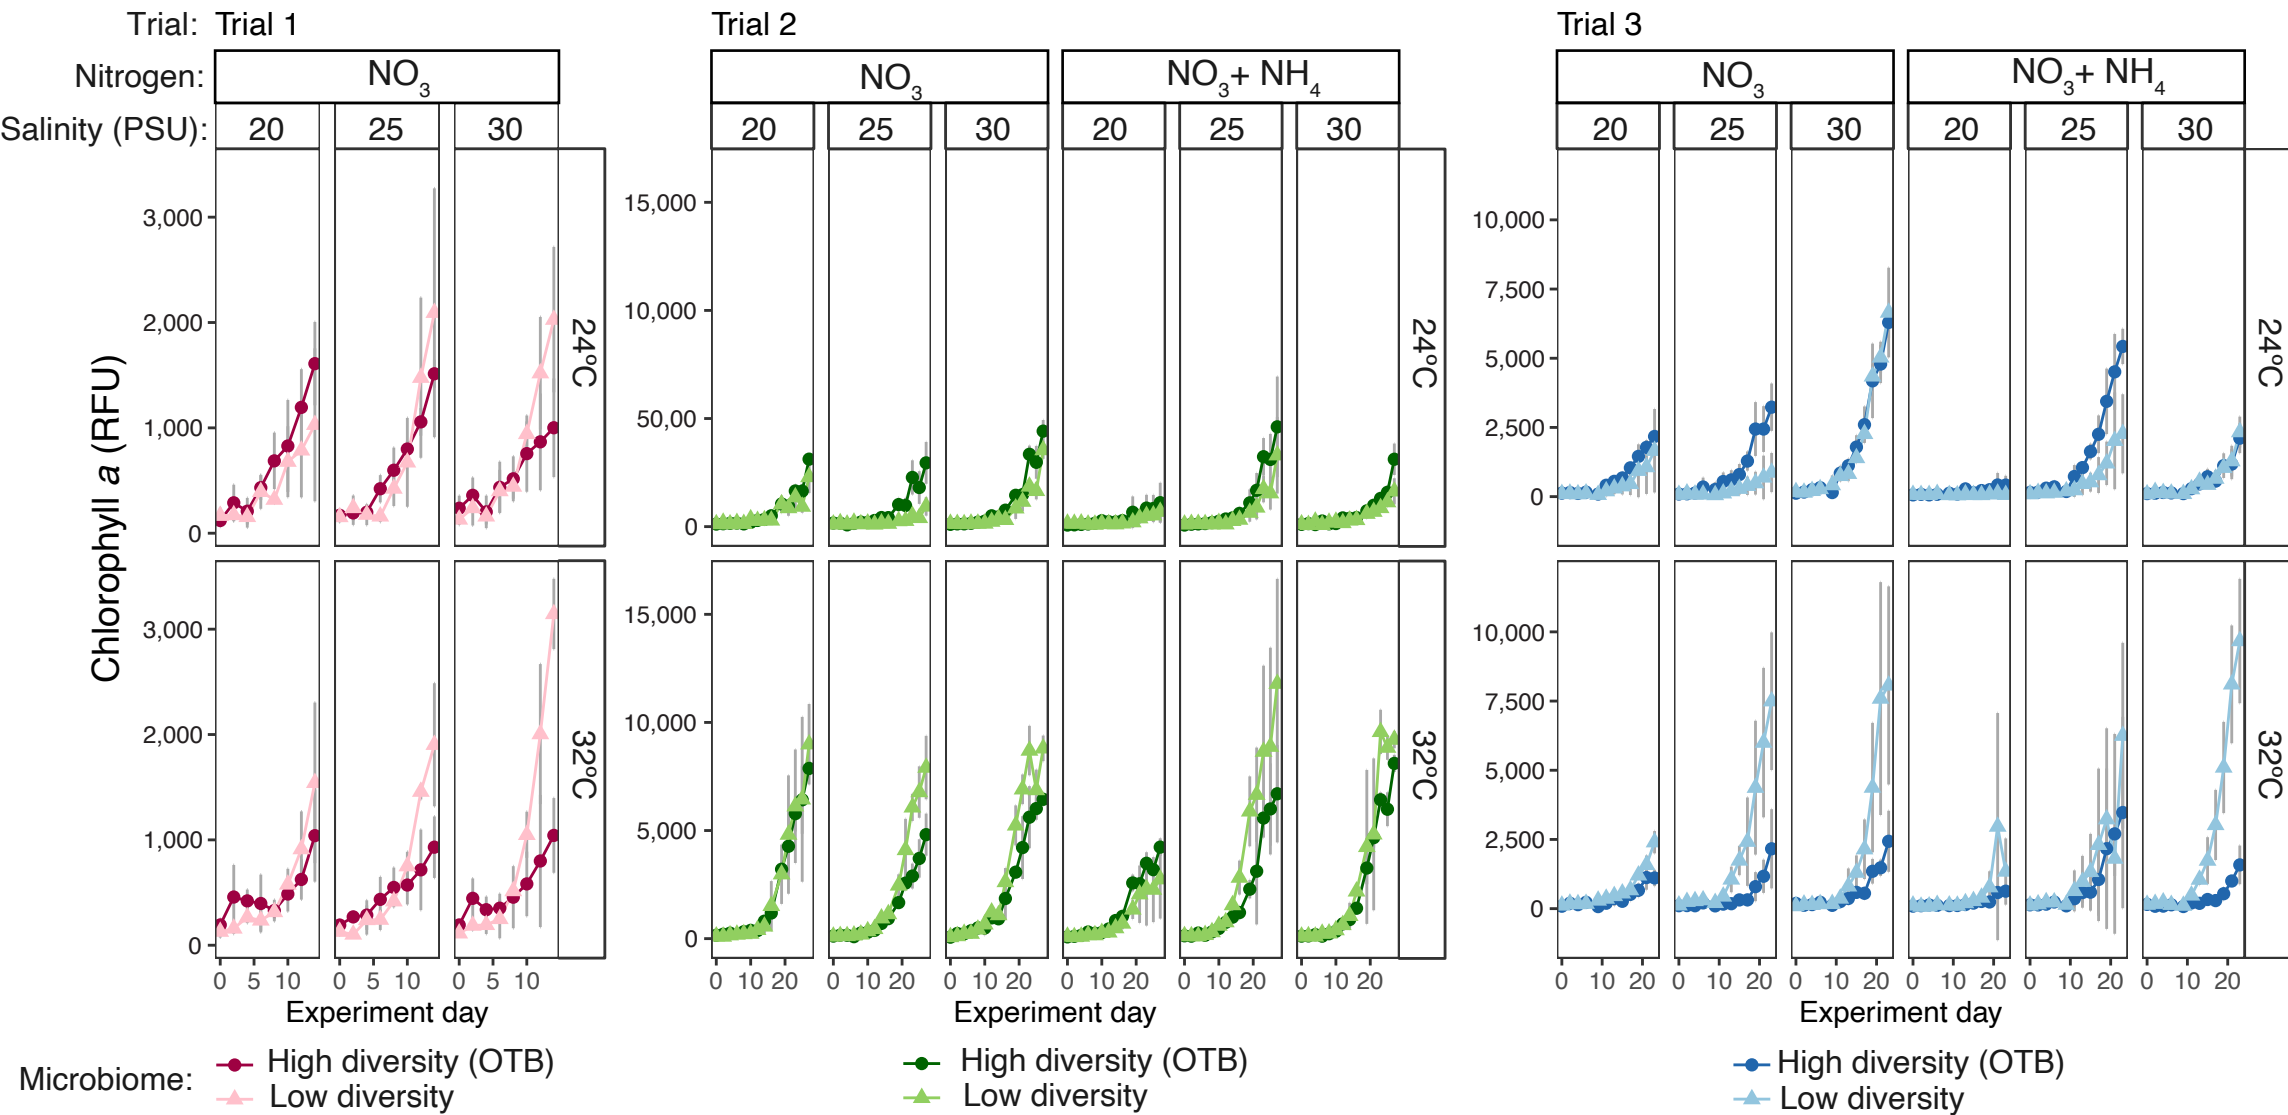 Trial: Trial 1 Trial 2 Trial 3
Nitrogen: NO3 NO3 NO3+ NH4 NO3 NO3+ NH4
Salinity (PSU): 20 25 30 20 25 30 20 25 30 20 25 30 20 25 30
Chlorophyll a (RFU)
3,000
2,000
1,000
0
24ºC
3,000
2,000
1,000
0
32ºC
0 5 10 0 5 10 0 5 10
Experiment day
15,000
10,000
50,00
0
24ºC
15,000
10,000
5,000
0
32ºC
0 10 20 0 10 20 0 10 20 0 10 20 0 10 20 0 10 20
Experiment day
10,000
7,500
5,000
2,500
0
24ºC
10,000
7,500
5,000
2,500
0
32ºC
0 10 20 0 10 20 0 10 20 0 10 20 0 10 20 0 10 20
Experiment day
Microbiome:
High diversity (OTB)
Low diversity
High diversity (OTB)
Low diversity
High diversity (OTB)
Low diversity